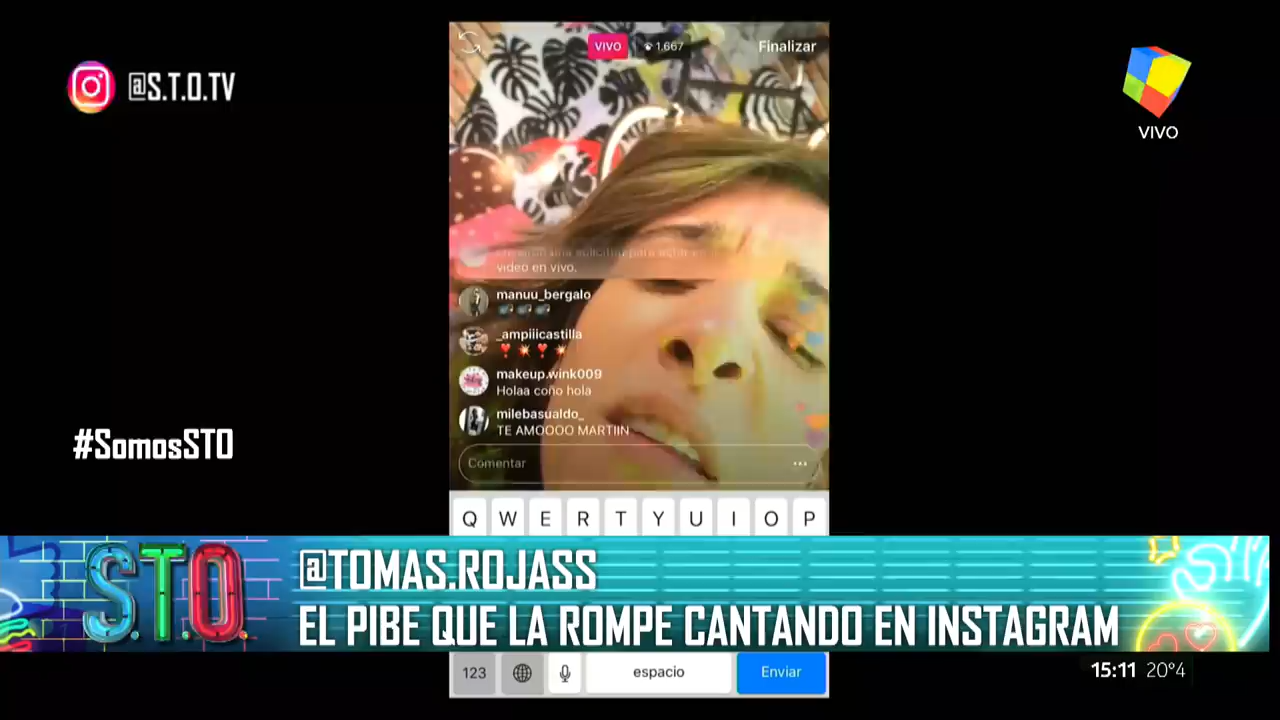 @S.T.O.TV
VIVO
1.667
Finalizar
VIVO
video en vivo.
manuu_bergalo
_ampiiicastilla
makeup.wink009
Holaa coño hola
milebasualdo_
TE AMOOOO MARTIIN
Comentar
#SomosSTO
Q W E R T Y U I O P
S.T.O.
@TOMAS.ROJASS
EL PIBE QUE LA ROMPE CANTANDO EN INSTAGRAM
123
espacio
Enviar
15:11 20°4